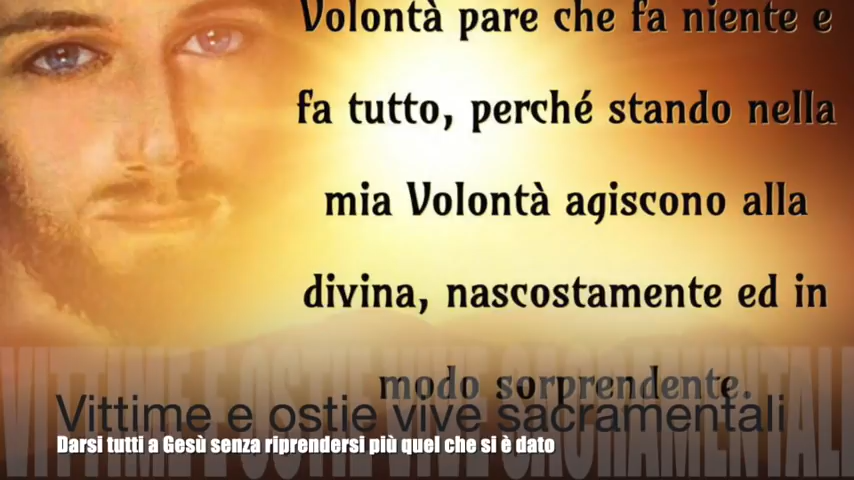 Volontà pare che fa niente e
fa tutto, perché stando nella
mia Volontà agiscono alla
divina, nascostamente ed in
modo sorprendente.
Vittime e ostie vive sacramentali
Darsi tutti a Gesù senza riprendersi più quel che si è dato
VITTIME E OSTIE VIVE SACRAMENTALI